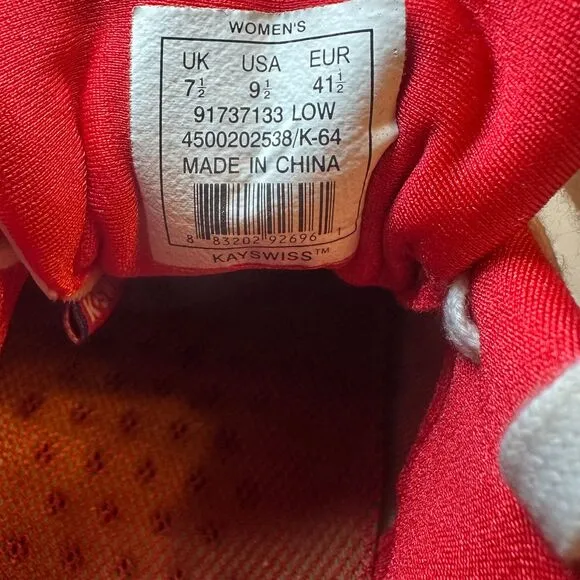 WOMEN'S
UK USA EUR
7½ 9½ 41½
91737133 LOW
4500202538/K-64
MADE IN CHINA
8 83202 92696 1
KAYSWISS™